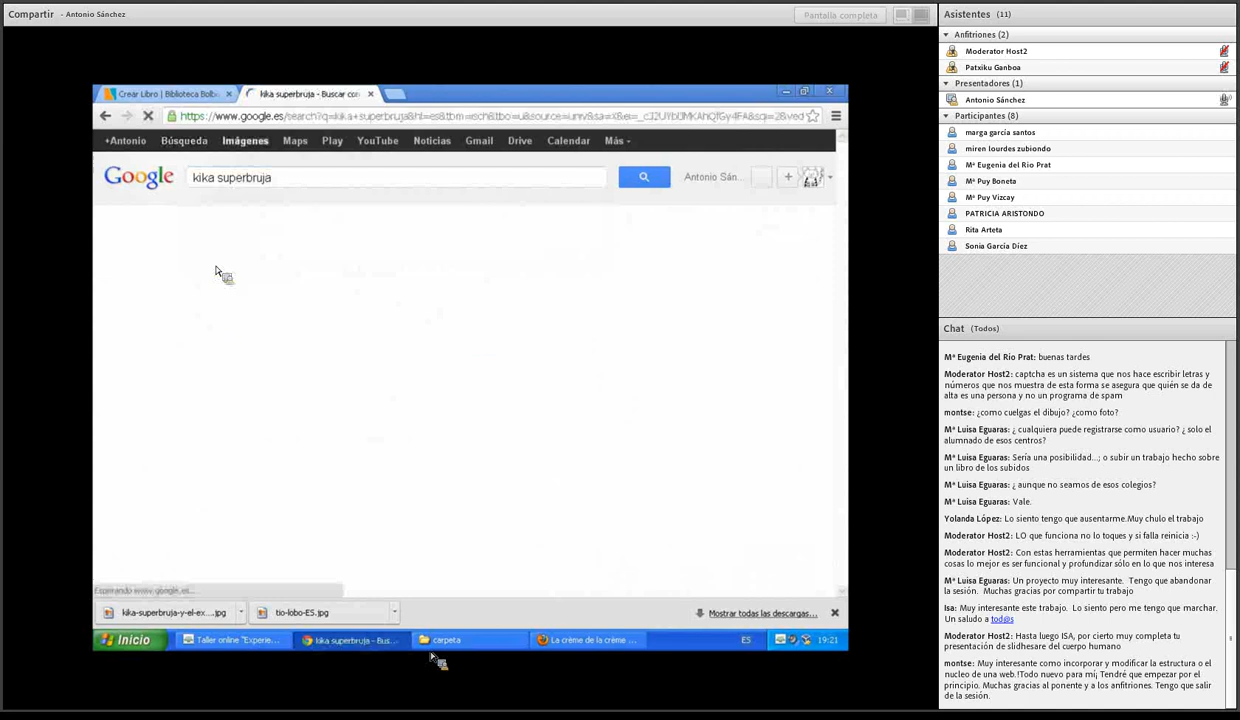 Compartir - Antonio Sánchez
Pantalla completa
Crear Libro | Biblioteca Bolb
kika superbruja - Buscar con
+Antonio Búsqueda Imágenes Maps Play YouTube Noticias Gmail Drive Calendar Más
Google kika superbruja Antonio Sán... +
Esperando www.google.es...
kika-superbruja-y-el-ex....jpg
tio-lobo-ES.jpg
Mostrar todas las descargas...
Inicio
Taller online "Experie...
kika superbruja - Bus...
carpeta
La crème de la crème ...
ES
19:21
Asistentes (11)
Anfitriones (2)
Moderator Host2
Patxiku Ganboa
Presentadores (1)
Antonio Sánchez
Participantes (8)
marga garcía santos
miren lourdes zubiondo
Mª Eugenia del Rio Prat
Mª Puy Boneta
Mª Puy Vizcay
PATRICIA ARISTONDO
Rita Arteta
Sonia García Díez
Chat (Todos)
Mª Eugenia del Rio Prat: buenas tardes
Moderator Host2: captcha es un sistema que nos hace escribir letras y
números que nos muestra de esta forma se asegura que quién se da de
alta es una persona y no un programa de spam
montse: ¿como cuelgas el dibujo? ¿como foto?
Mª Luisa Eguaras: ¿ cualquiera puede registrarse como usuario? ¿ solo el
alumnado de esos centros?
Mª Luisa Eguaras: Sería una posibilidad...; o subir un trabajo hecho sobre
un libro de los subidos
Mª Luisa Eguaras: ¿ aunque no seamos de esos colegios?
Mª Luisa Eguaras: Vale.
Yolanda López: Lo siento tengo que ausentarme.Muy chulo el trabajo
Moderator Host2: LO que funciona no lo toques y si falla reinicia :-)
Moderator Host2: Con estas herramientas que permiten hacer muchas
cosas lo mejor es ser funcional y profundizar sólo en lo que nos interesa
Mª Luisa Eguaras: Un proyecto muy interesante. Tengo que abandonar
la sesión. Muchas gracias por compartir tu trabajo
Isa: Muy interesante este trabajo. Lo siento pero me tengo que marchar.
Un saludo a tod@s
Moderator Host2: Hasta luego ISA, por cierto muy completa tu
presentación de slidhesare del cuerpo humano
montse: Muy interesante como incorporar y modificar la estructura o el
nucleo de una web.!Todo nuevo para mí¡ Tendré que empezar por el
principio. Muchas gracias al ponente y a los anfitriones. Tengo que salir
de la sesión.